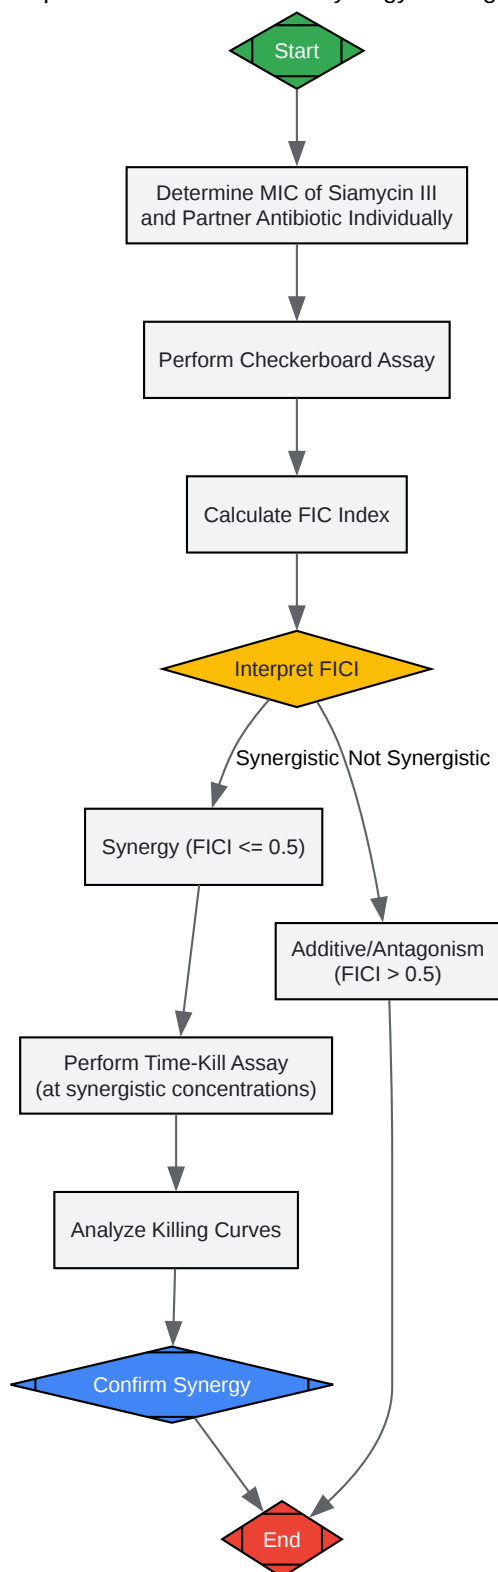 Start
Determine MIC of Siamycin III
and Partner Antibiotic Individually
Perform Checkerboard Assay
Calculate FIC Index
Interpret FICI
Synergistic
Not Synergistic
Synergy (FICI <= 0.5)
Additive/Antagonism
(FICI > 0.5)
Perform Time-Kill Assay
(at synergistic concentrations)
Analyze Killing Curves
Confirm Synergy
End